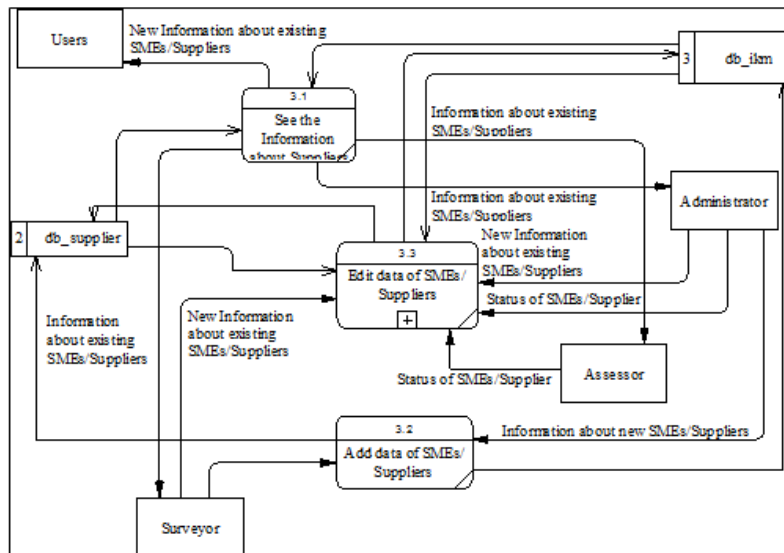 Users
New Information about existing
SMEs/Suppliers
3
db_ikm
3.1
See the
Information
about Suppliers
Information about existing
SMEs/Suppliers
Information about existing
SMEs/Suppliers
Administrator
2
db_supplier
3.3
Edit data of SMEs/
Suppliers
+
New Information
about existing
SMEs/Suppliers
Status of SMEs/Supplier
Information
about existing
SMEs/Suppliers
New Information
about existing
SMEs/Suppliers
Status of SMEs/Supplier
Assessor
3.2
Add data of SMEs/
Suppliers
Information about new SMEs/Suppliers
Surveyor